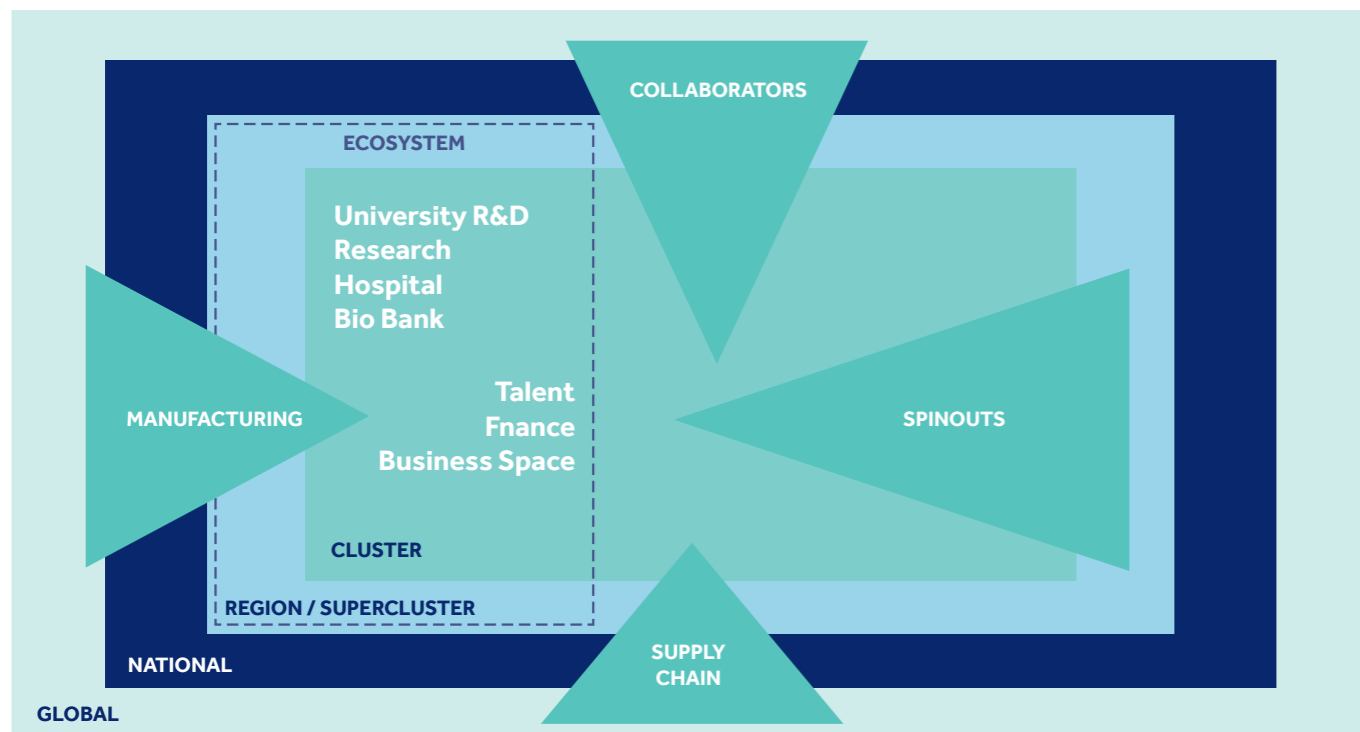 COLLABORATORS
ECOSYSTEM
University R&D
Research
Hospital
Bio Bank
Talent
Fnance
Business Space
MANUFACTURING
SPINOUTS
CLUSTER
REGION / SUPERCLUSTER
SUPPLY
CHAIN
NATIONAL
GLOBAL